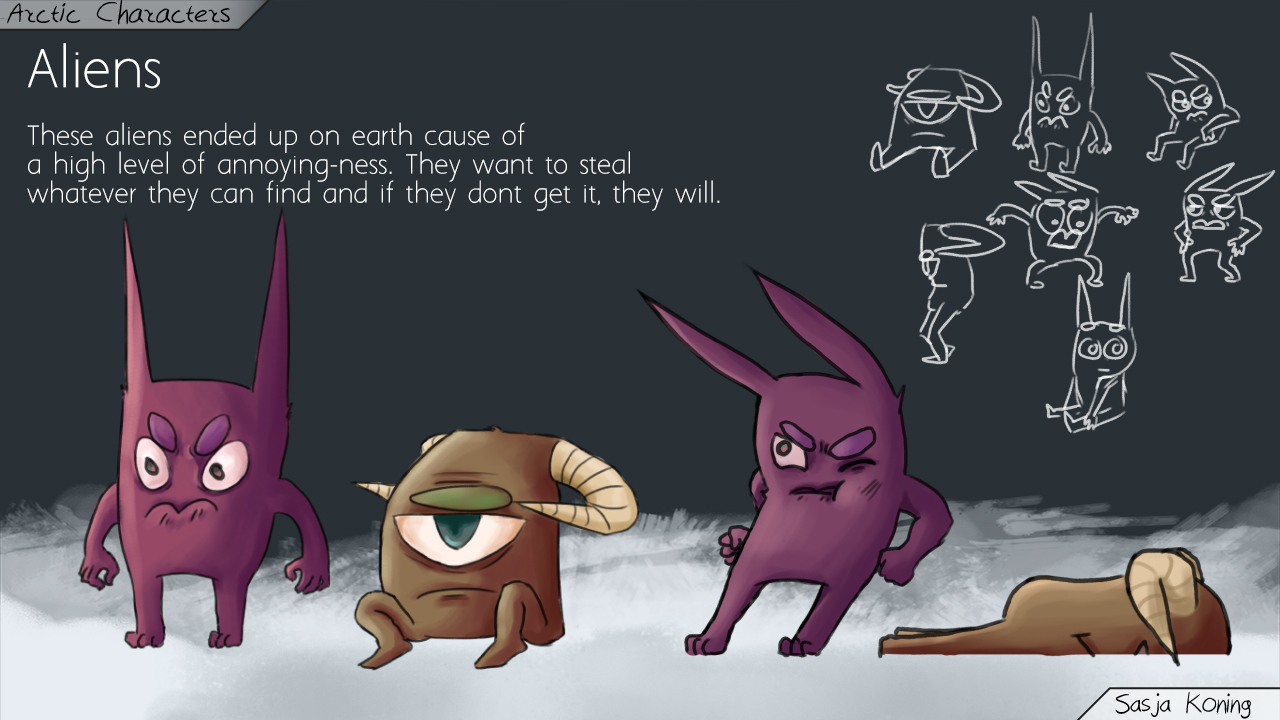 Arctic Characters
Aliens
These aliens ended up on earth cause of
a high level of annoying-ness. They want to steal
whatever they can find and if they dont get it, they will.
Sasja Koning